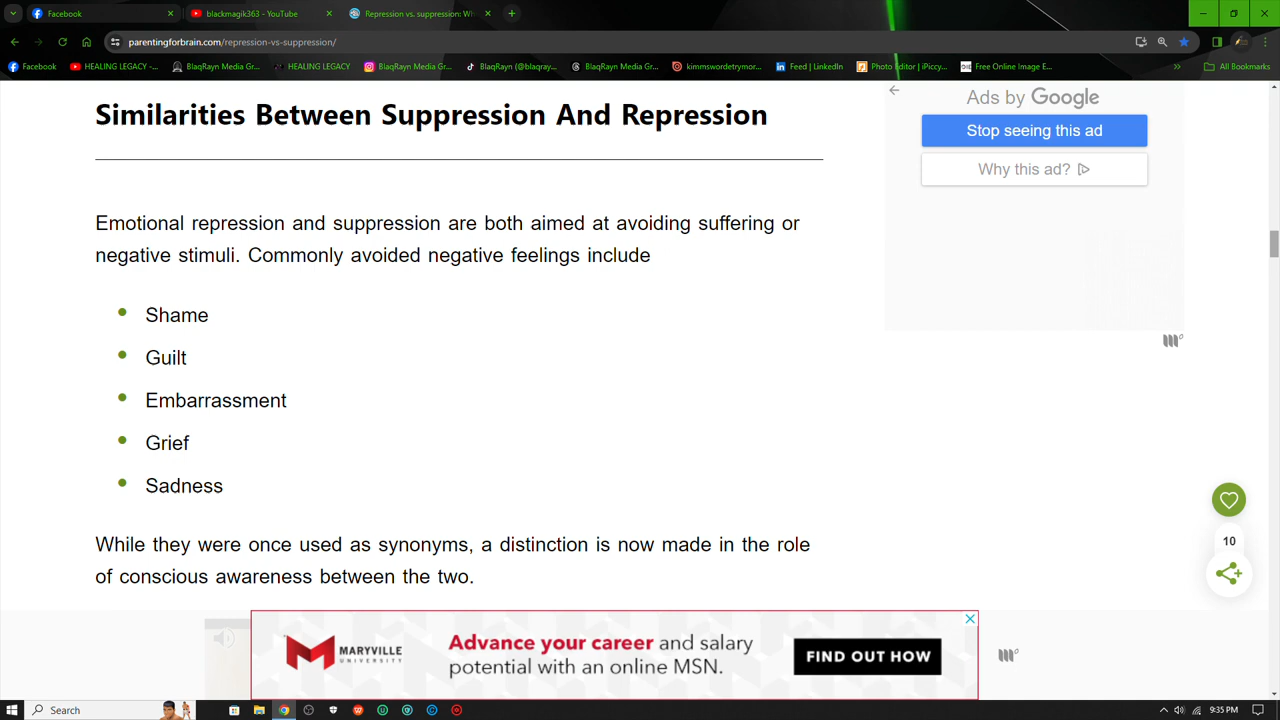 Facebook
blackmagik363 - YouTube
Repression vs. suppression: Wh
parentingforbrain.com/repression-vs-suppression/
Facebook
HEALING LEGACY -...
BlaqRayn Media Gr...
HEALING LEGACY
BlaqRayn Media Gr...
BlaqRayn (@blaqray...
BlaqRayn Media Gr...
kimmswordetrymor...
Feed | LinkedIn
Photo Editor | iPiccy...
Free Online Image E...
All Bookmarks
Similarities Between Suppression And Repression
Emotional repression and suppression are both aimed at avoiding suffering or
negative stimuli. Commonly avoided negative feelings include
Shame
Guilt
Embarrassment
Grief
Sadness
While they were once used as synonyms, a distinction is now made in the role
of conscious awareness between the two.
Ads by Google
Stop seeing this ad
Why this ad?
10
MARYVILLE
UNIVERSITY
Advance your career and salary
potential with an online MSN.
FIND OUT HOW
Search
9:35 PM